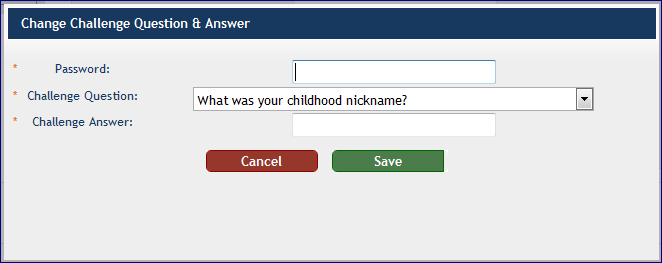 Change Challenge Question & Answer
* Password:
* Challenge Question: What was your childhood nickname?
* Challenge Answer:
Cancel Save